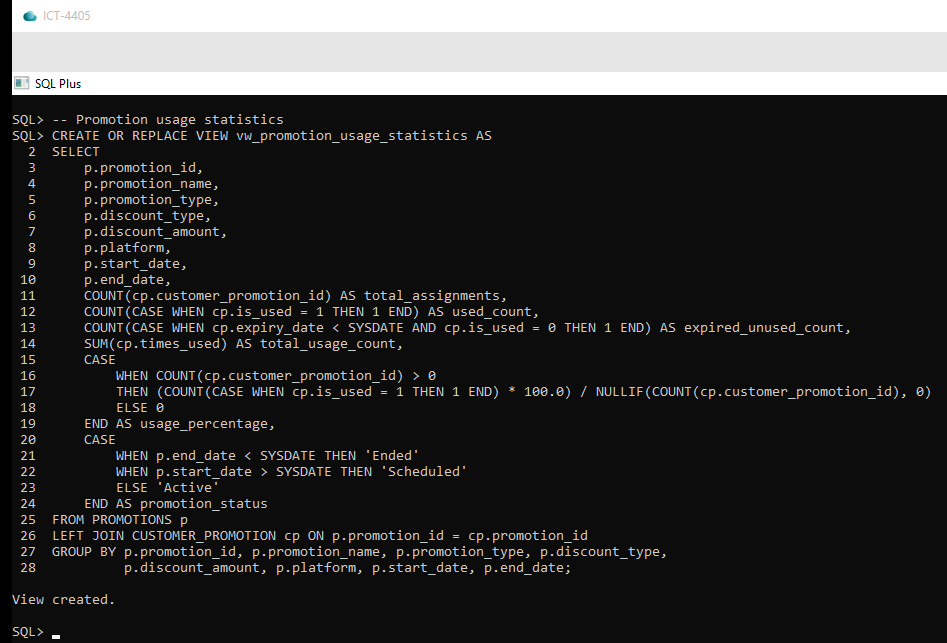 ICT-4405
SQL Plus
SQL> -- Promotion usage statistics
SQL> CREATE OR REPLACE VIEW vw_promotion_usage_statistics AS
  2  SELECT
  3      p.promotion_id,
  4      p.promotion_name,
  5      p.promotion_type,
  6      p.discount_type,
  7      p.discount_amount,
  8      p.platform,
  9      p.start_date,
 10      p.end_date,
 11      COUNT(cp.customer_promotion_id) AS total_assignments,
 12      COUNT(CASE WHEN cp.is_used = 1 THEN 1 END) AS used_count,
 13      COUNT(CASE WHEN cp.expiry_date < SYSDATE AND cp.is_used = 0 THEN 1 END) AS expired_unused_count,
 14      SUM(cp.times_used) AS total_usage_count,
 15      CASE
 16          WHEN COUNT(cp.customer_promotion_id) > 0
 17          THEN (COUNT(CASE WHEN cp.is_used = 1 THEN 1 END) * 100.0) / NULLIF(COUNT(cp.customer_promotion_id), 0)
 18          ELSE 0
 19      END AS usage_percentage,
 20      CASE
 21          WHEN p.end_date < SYSDATE THEN 'Ended'
 22          WHEN p.start_date > SYSDATE THEN 'Scheduled'
 23          ELSE 'Active'
 24      END AS promotion_status
 25  FROM PROMOTIONS p
 26  LEFT JOIN CUSTOMER_PROMOTION cp ON p.promotion_id = cp.promotion_id
 27  GROUP BY p.promotion_id, p.promotion_name, p.promotion_type, p.discount_type,
 28           p.discount_amount, p.platform, p.start_date, p.end_date;
View created.
SQL>